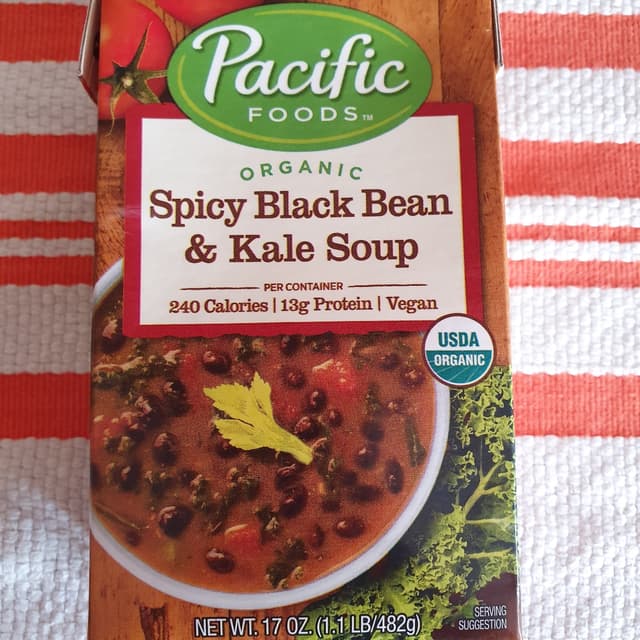 Pacific
FOODS™
ORGANIC
Spicy Black Bean
& Kale Soup
PER CONTAINER
240 Calories | 13g Protein | Vegan
USDA
ORGANIC
SERVING
SUGGESTION
NET WT. 17 OZ. (1.1 LB/482g)